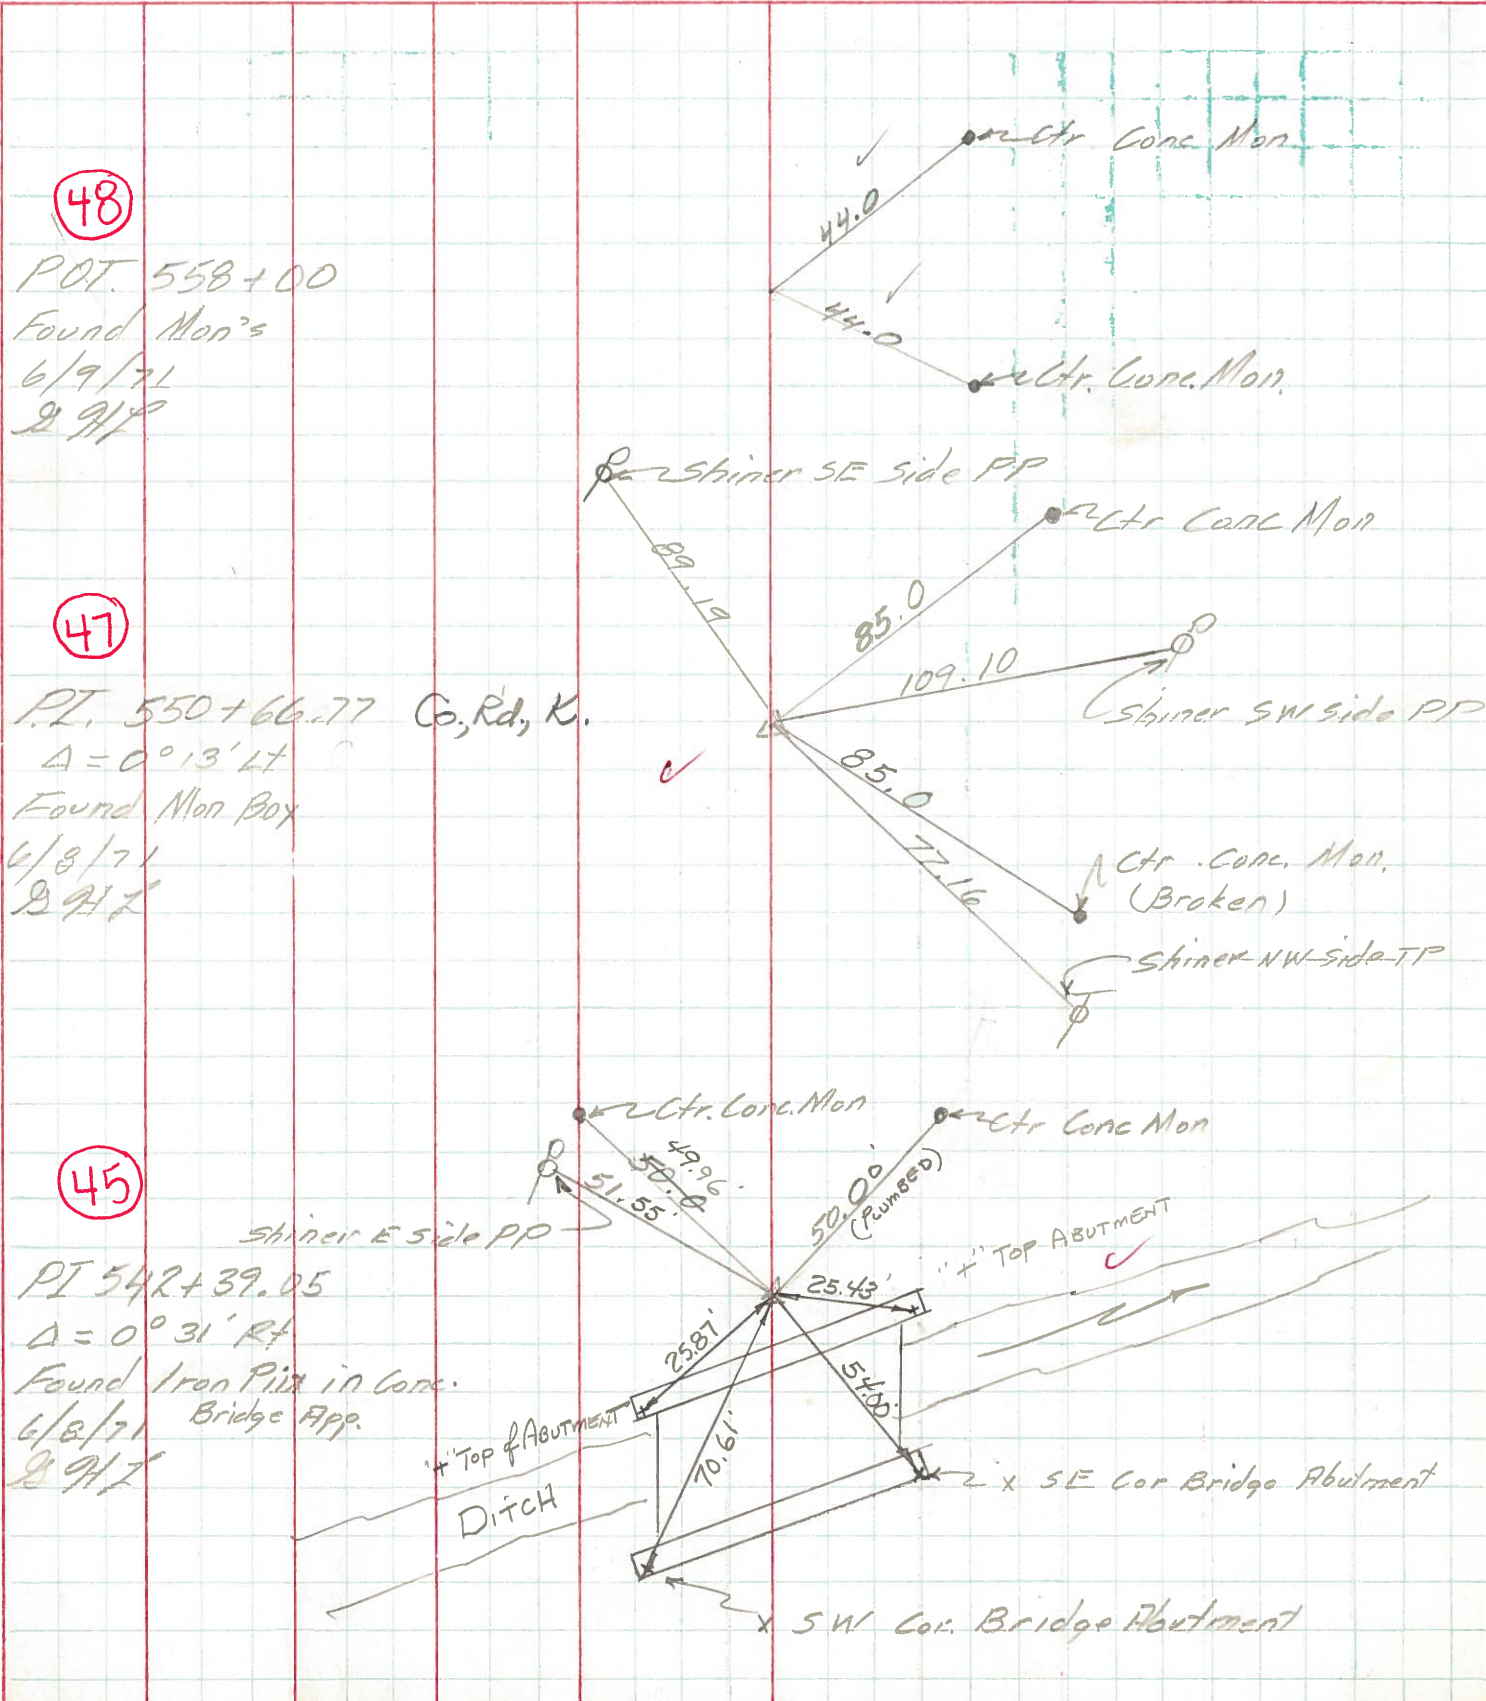 48
P.O.T. 558+00
Found Mon's
6/9/71
44.0
Ctr Conc Mon
44.0
Ctr. Conc. Mon.
47
P.I. 550+66.77 Co, Rd, K.
Δ = 0°13' Lt
Found Mon Box
6/8/71
Shiner SE Side PP
89.19
Ctr Conc Mon
85.0
109.10
Shiner SW side PP
85.0
Ctr. Conc. Mon.
(Broken)
77.16
Shiner NW Side TP
45
PI 542+39.05
Δ = 0°31' Rt
Found Iron Pin in Conc.
6/8/71 Bridge App.
Ctr. Conc. Mon
49.96
50.0
51.55'
Shiner E side PP
Ctr Conc Mon
50.00'
(PLUMBED)
"+" TOP ABUTMENT
25.43'
25.87'
54.00'
70.61'
"+" TOP of ABUTMENT
DITCH
x SE Cor Bridge Abutment
x SW Cor. Bridge Abutment